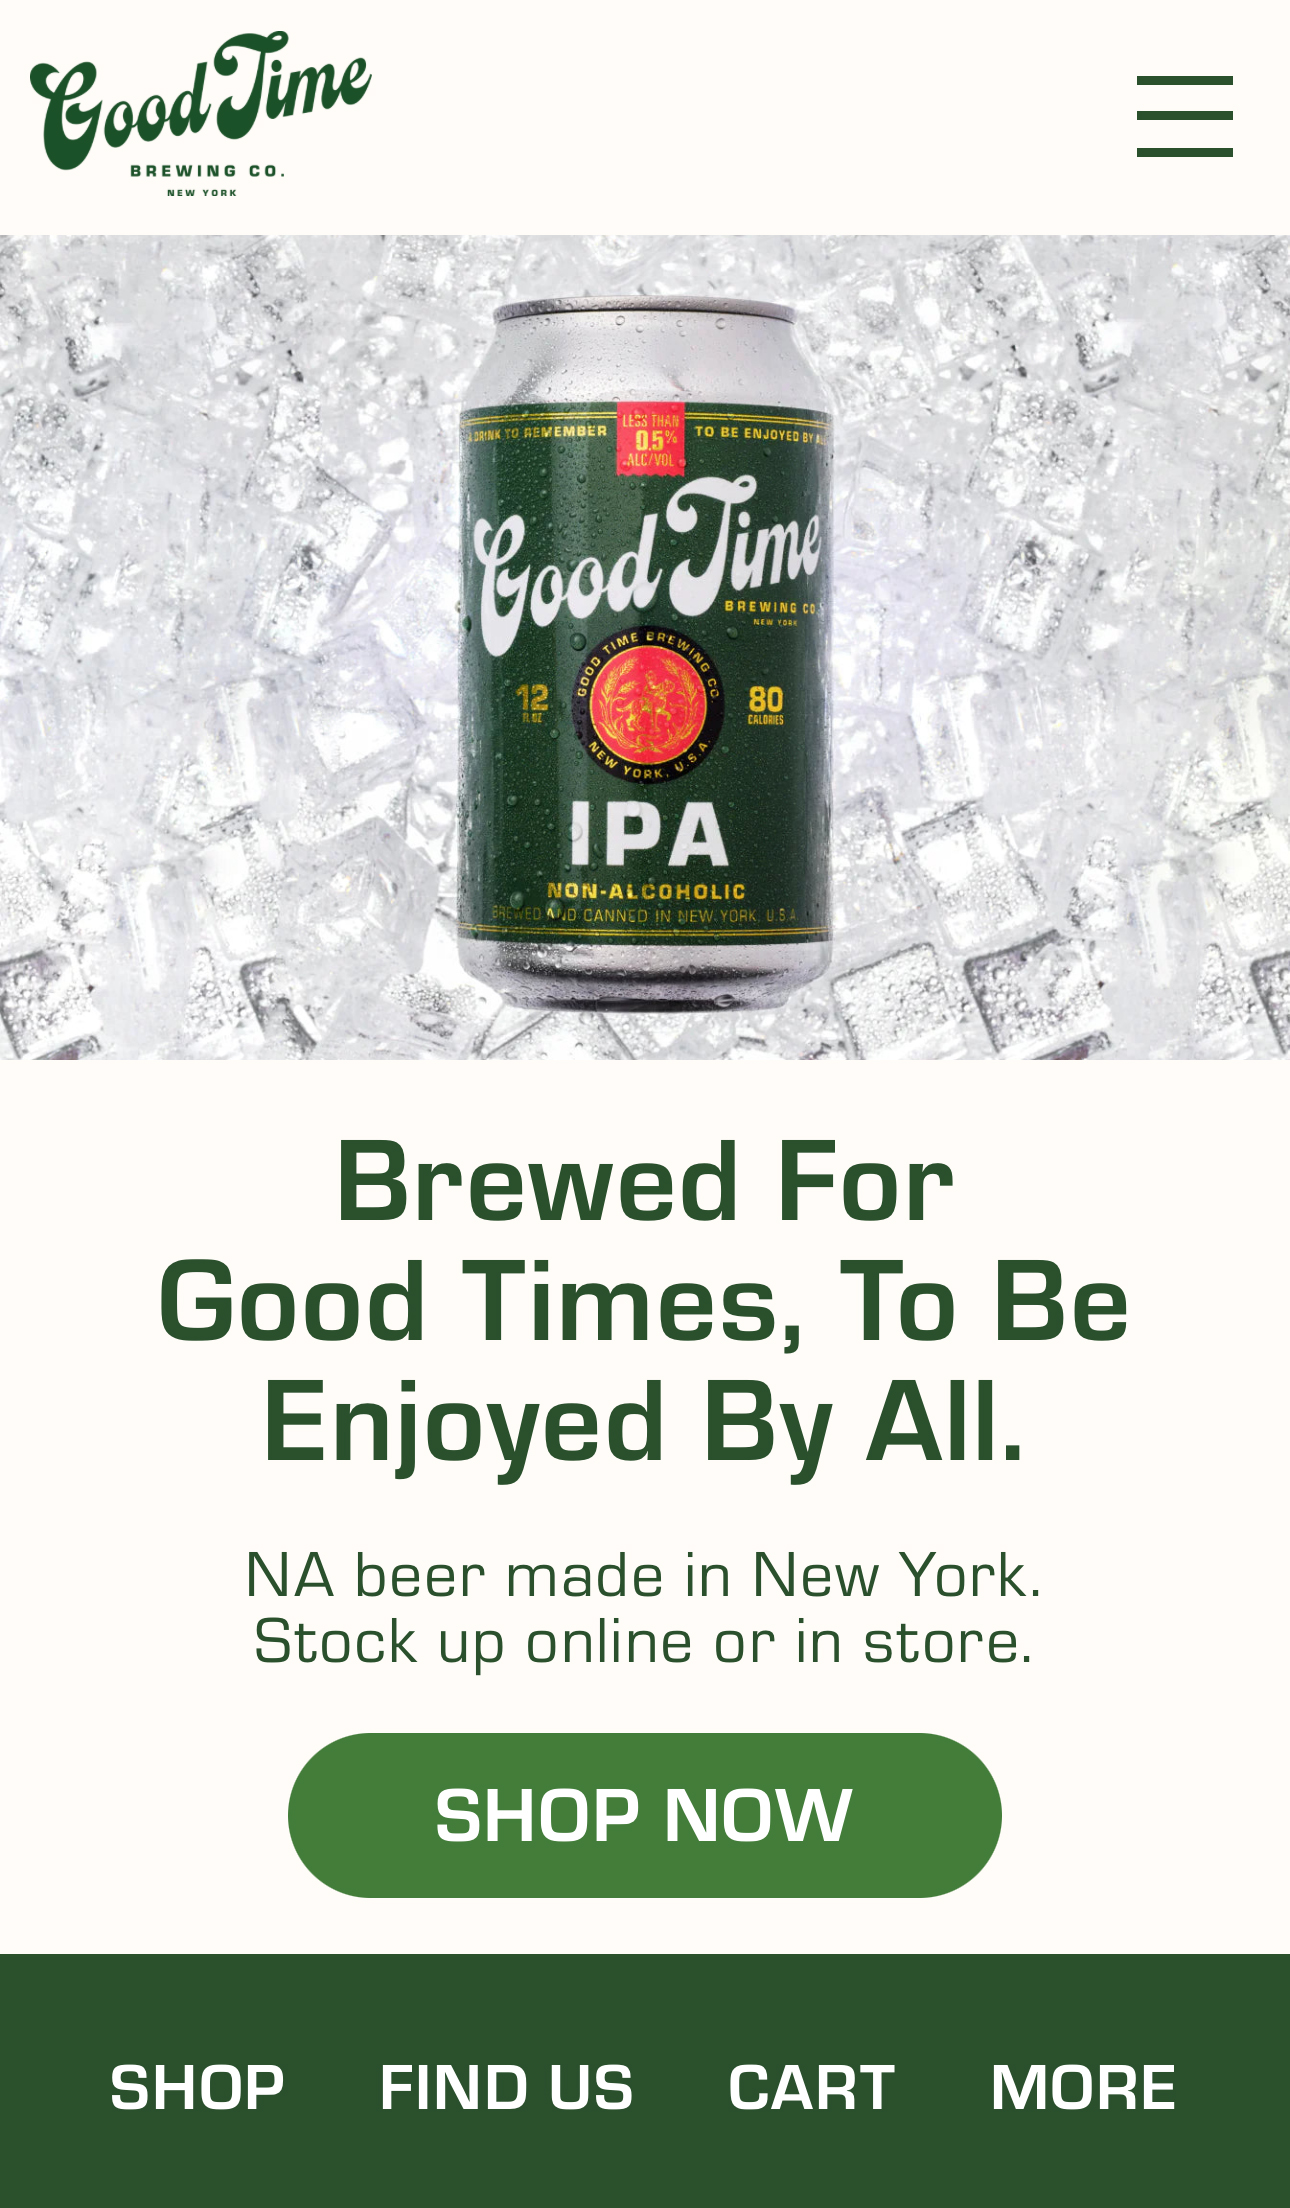 Good Time
BREWING CO.
NEW YORK
A DRINK TO REMEMBER
LESS THAN
0.5%
ALC/VOL
TO BE ENJOYED BY ALL
Good Time
BREWING CO.
NEW YORK
GOOD TIME BREWING CO.
12
FL OZ
80
CALORIES
NEW YORK, U.S.A.
IPA
NON-ALCOHOLIC
BREWED AND CANNED IN NEW YORK, U.S.A.
Brewed For
Good Times, To Be
Enjoyed By All.
NA beer made in New York.
Stock up online or in store.
SHOP NOW
SHOP FIND US CART MORE